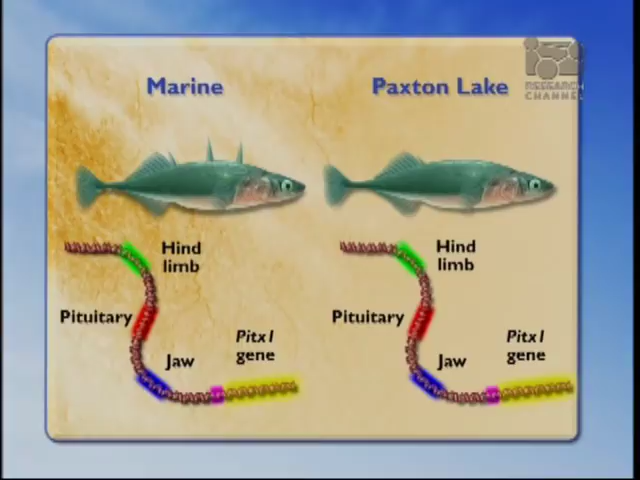 Marine
Paxton Lake
RESEARCH
CHANNEL
Hind
limb
Pituitary
Jaw
Pitx1
gene
Hind
limb
Pituitary
Jaw
Pitx1
gene